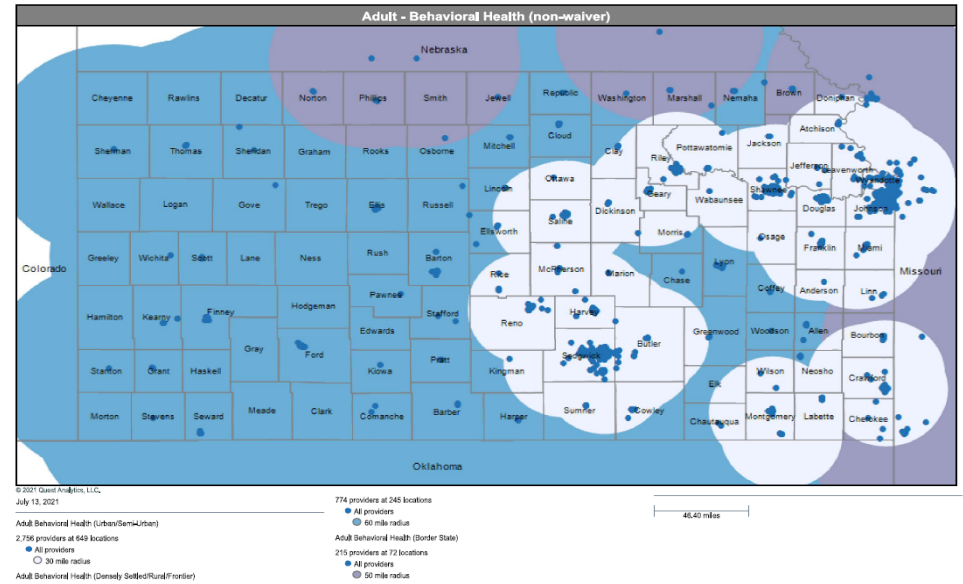 Adult - Behavioral Health (non-waiver)
Nebraska
Cheyenne Rawlins Decatur Norton Phillips Smith Jewell Republic Washington Marshall Nemaha Brown Doniphan
Atchison
Sherman Thomas Sheridan Graham Rooks Osborne Mitchell Cloud Clay Riley Pottawatomie Jackson
Jefferson Leavenworth
Wyandotte
Wallace Logan Gove Trego Ellis Russell Lincoln Ottawa Geary Wabaunsee Shawnee
Dickinson Douglas Johnson
Saline
Ellsworth Morris Osage Franklin Miami
Colorado Greeley Wichita Scott Lane Ness Rush Barton Rice McPherson Marion Chase Lyon Missouri
Coffey Anderson Linn
Hamilton Kearny Finney Hodgeman Pawnee Stafford Reno Harvey
Gray Ford Edwards Sedgwick Butler Greenwood Woodson Allen Bourbon
Stanton Grant Haskell Kiowa Pratt Kingman Elk Wilson Neosho Crawford
Morton Stevens Seward Meade Clark Comanche Barber Harper Sumner Cowley Chautauqua Montgomery Labette Cherokee
Oklahoma
© 2021 Quest Analytics, LLC.
July 13, 2021
Adult Behavioral Health (Urban/Semi-Urban)
2,756 providers at 649 locations
All providers
30 mile radius
Adult Behavioral Health (Densely Settled/Rural/Frontier)
774 providers at 245 locations
All providers
60 mile radius
Adult Behavioral Health (Border State)
215 providers at 72 locations
All providers
50 mile radius
46.40 miles